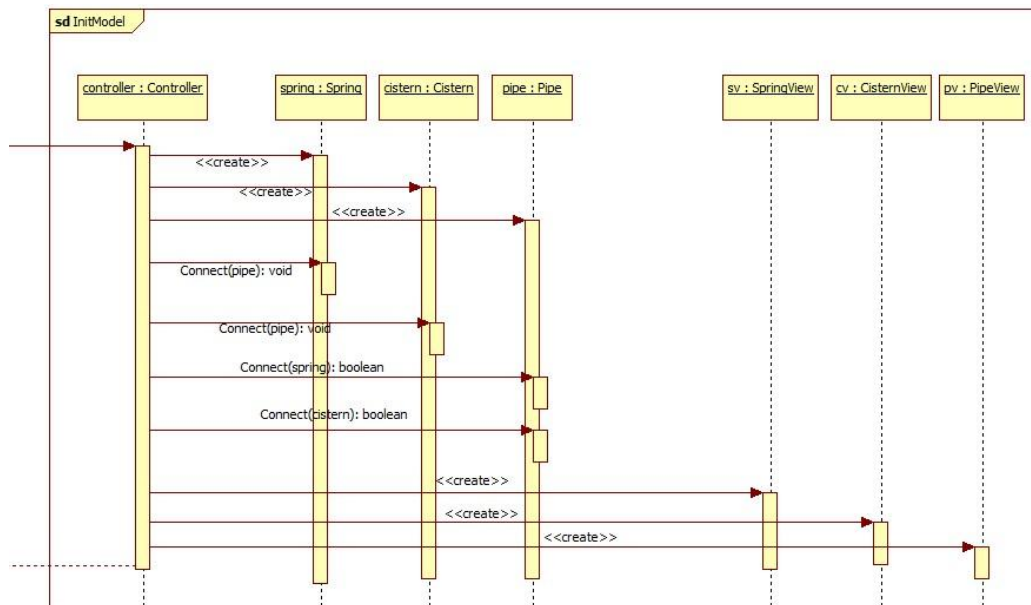 sd InitModel
controller : Controller
spring : Spring
cistern : Cistern
pipe : Pipe
sv : SpringView
cv : CisternView
pv : PipeView
<<create>>
<<create>>
<<create>>
Connect(pipe): void
Connect(pipe): void
Connect(spring): boolean
Connect(cistern): boolean
<<create>>
<<create>>
<<create>>